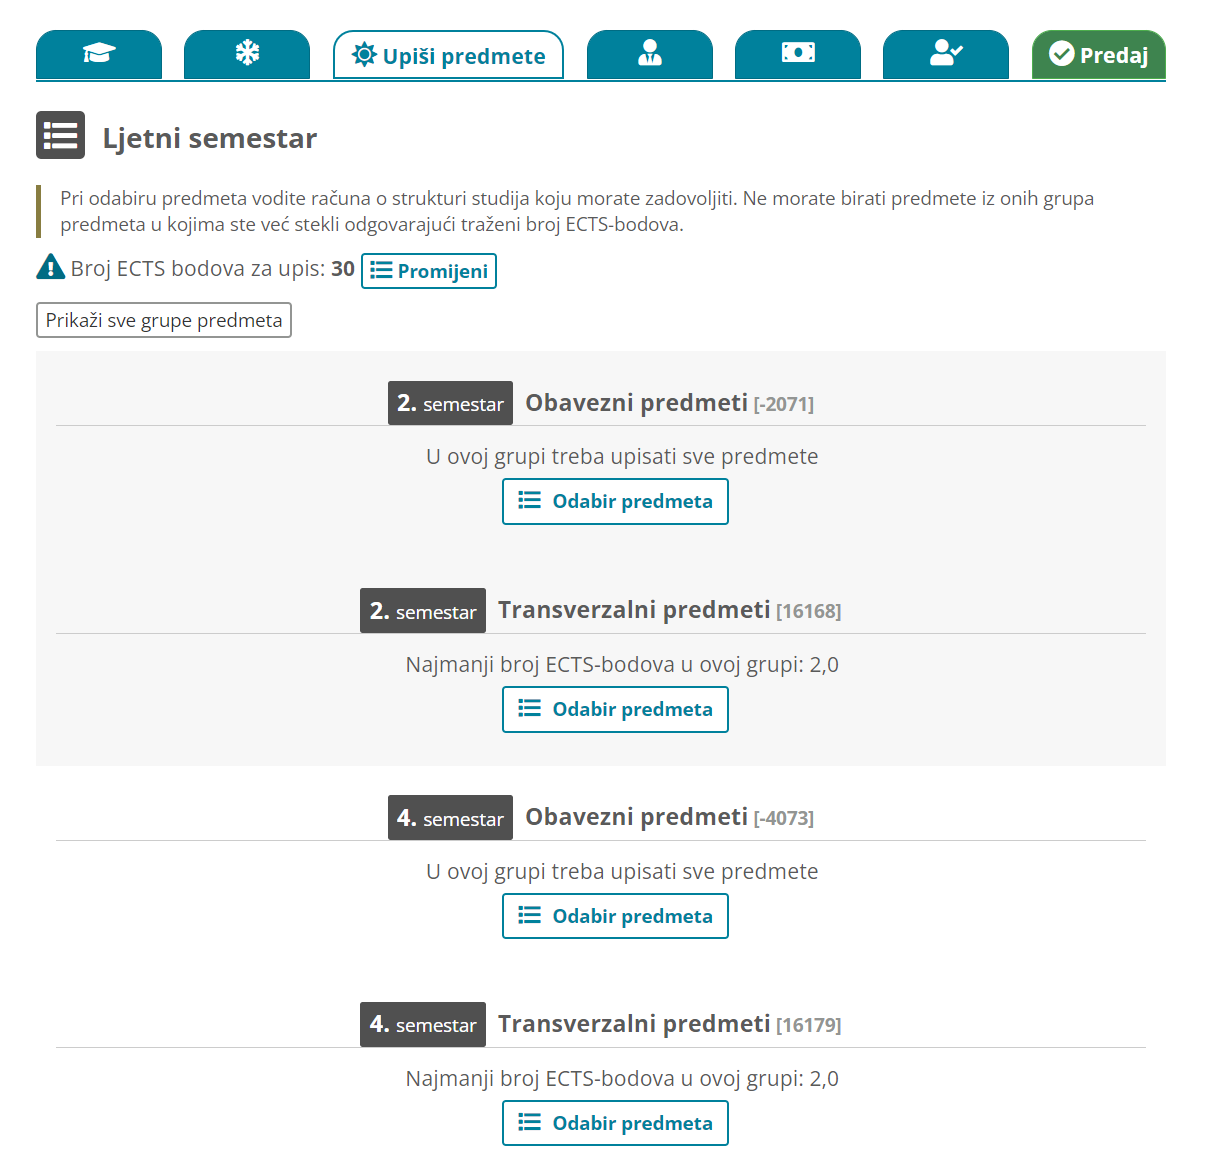 Upiši predmete
Predaj
Ljetni semestar
Pri odabiru predmeta vodite računa o strukturi studija koju morate zadovoljiti. Ne morate birati predmete iz onih grupa
predmeta u kojima ste već stekli odgovarajući traženi broj ECTS-bodova.
Broj ECTS bodova za upis: 30 Promijeni
Prikaži sve grupe predmeta
2. semestar Obavezni predmeti [-2071]
U ovoj grupi treba upisati sve predmete
Odabir predmeta
2. semestar Transverzalni predmeti [16168]
Najmanji broj ECTS-bodova u ovoj grupi: 2,0
Odabir predmeta
4. semestar Obavezni predmeti [-4073]
U ovoj grupi treba upisati sve predmete
Odabir predmeta
4. semestar Transverzalni predmeti [16179]
Najmanji broj ECTS-bodova u ovoj grupi: 2,0
Odabir predmeta